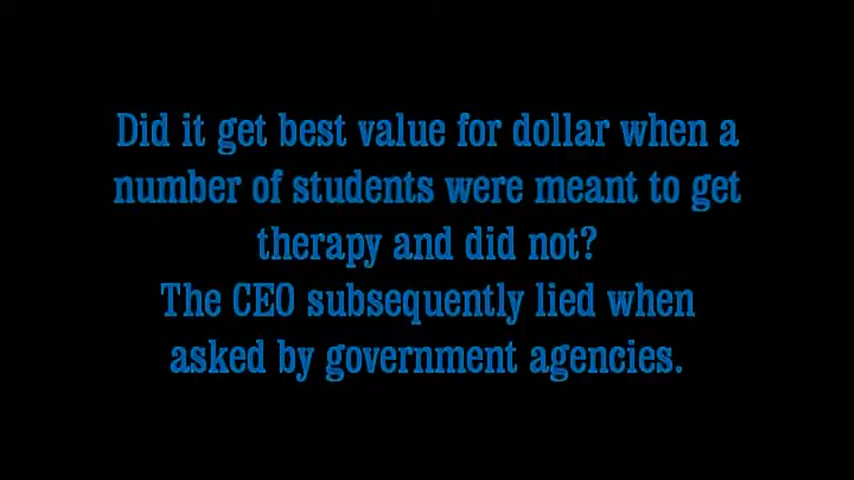 Did it get best value for dollar when a
number of students were meant to get
therapy and did not?
The CEO subsequently lied when
asked by government agencies.